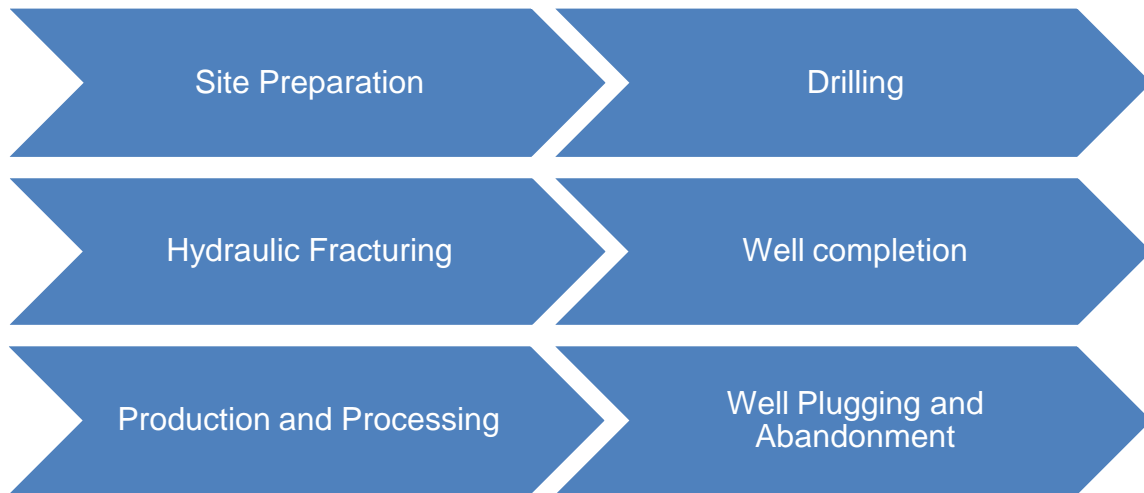 Site Preparation
Drilling
Hydraulic Fracturing
Well completion
Production and Processing
Well Plugging and
Abandonment